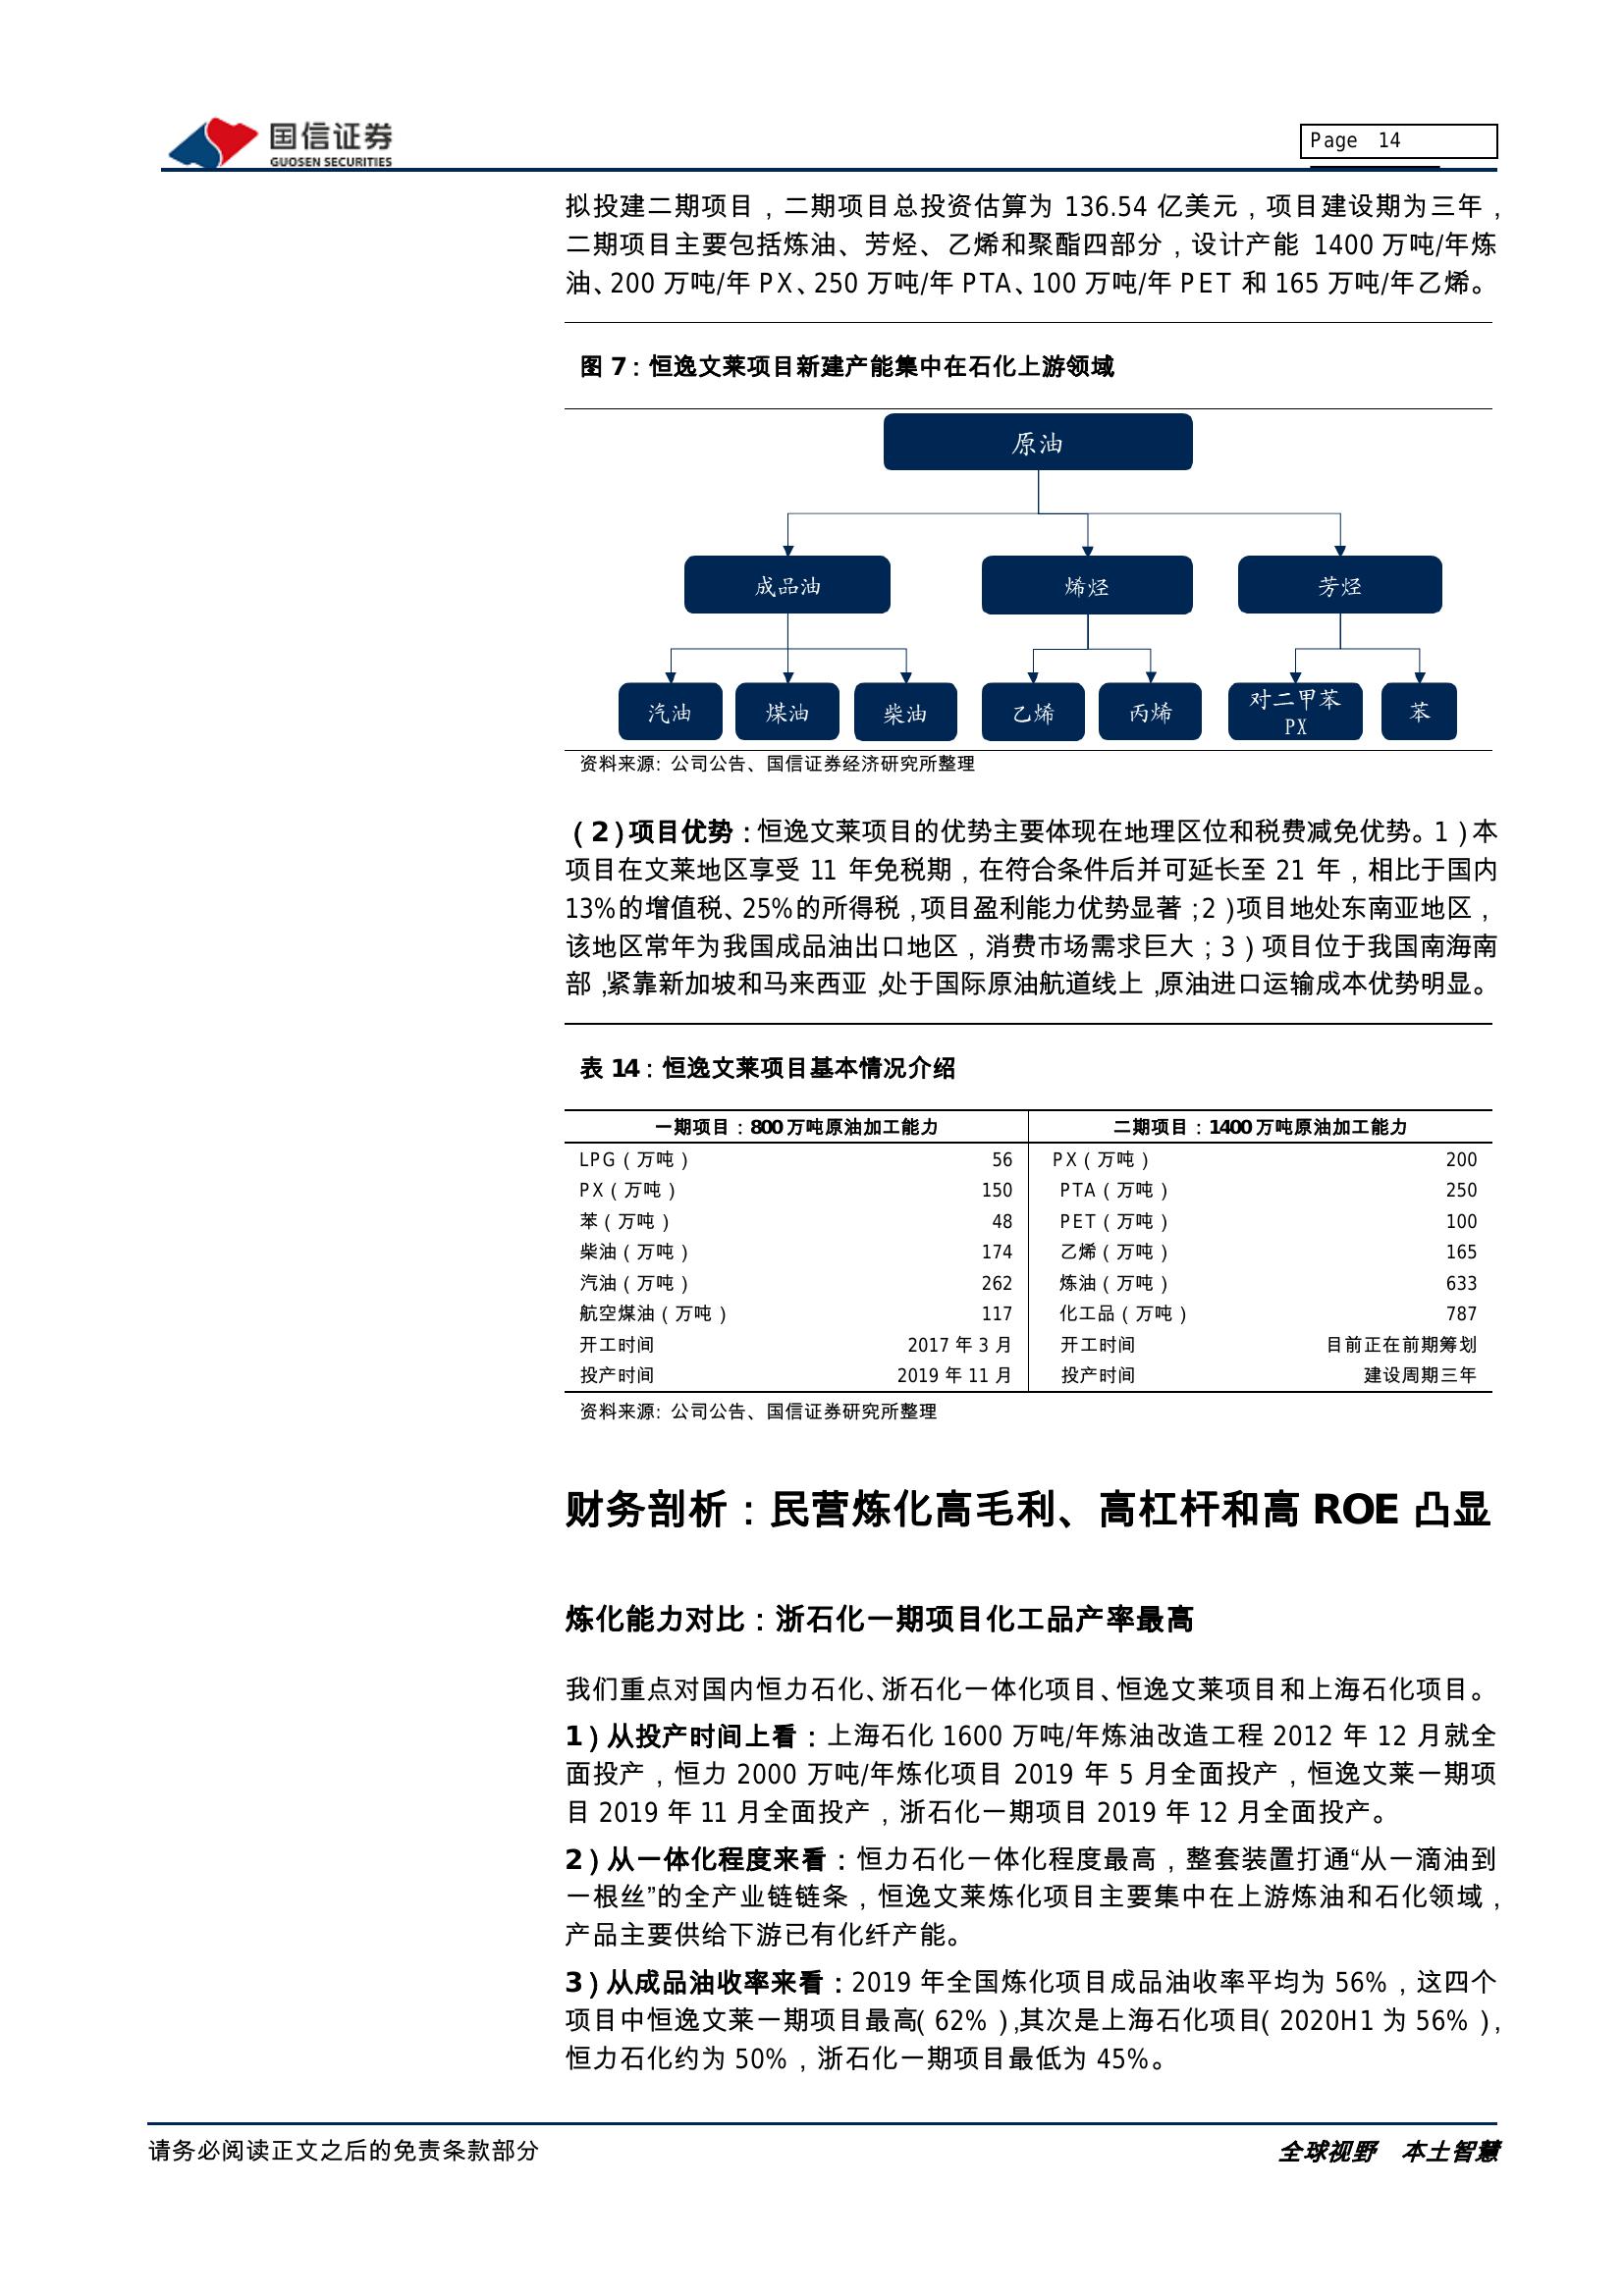 国信证券
GUOSEN SECURITIES
Page 14
拟投建二期项目，二期项目总投资估算为 136.54 亿美元，项目建设期为三年，
二期项目主要包括炼油、芳烃、乙烯和聚酯四部分，设计产能 1400 万吨/年炼
油、200 万吨/年 PX、250 万吨/年 PTA、100 万吨/年 PET 和 165 万吨/年乙烯。
图 7：恒逸文莱项目新建产能集中在石化上游领域
原油
成品油 烯烃 芳烃
汽油 煤油 柴油 乙烯 丙烯 对二甲苯 苯
PX
资料来源: 公司公告、国信证券经济研究所整理
（2）项目优势：恒逸文莱项目的优势主要体现在地理区位和税费减免优势。1）本
项目在文莱地区享受 11 年免税期，在符合条件后并可延长至 21 年，相比于国内
13%的增值税、25%的所得税，项目盈利能力优势显著；2）项目地处东南亚地区，
该地区常年为我国成品油出口地区，消费市场需求巨大；3）项目位于我国南海南
部，紧靠新加坡和马来西亚，处于国际原油航道线上，原油进口运输成本优势明显。
表 14：恒逸文莱项目基本情况介绍
一期项目：800 万吨原油加工能力 二期项目：1400 万吨原油加工能力
LPG（万吨） 56 PX（万吨） 200
PX（万吨） 150 PTA（万吨） 250
苯（万吨） 48 PET（万吨） 100
柴油（万吨） 174 乙烯（万吨） 165
汽油（万吨） 262 炼油（万吨） 633
航空煤油（万吨） 117 化工品（万吨） 787
开工时间 2017 年 3 月 开工时间 目前正在前期筹划
投产时间 2019 年 11 月 投产时间 建设周期三年
资料来源: 公司公告、国信证券研究所整理
财务剖析：民营炼化高毛利、高杠杆和高 ROE 凸显
炼化能力对比：浙石化一期项目化工品产率最高
我们重点对国内恒力石化、浙石化一体化项目、恒逸文莱项目和上海石化项目。
1）从投产时间上看：上海石化 1600 万吨/年炼油改造工程 2012 年 12 月就全
面投产，恒力 2000 万吨/年炼化项目 2019 年 5 月全面投产，恒逸文莱一期项
目 2019 年 11 月全面投产，浙石化一期项目 2019 年 12 月全面投产。
2）从一体化程度来看：恒力石化一体化程度最高，整套装置打通“从一滴油到
一根丝”的全产业链链条，恒逸文莱炼化项目主要集中在上游炼油和石化领域，
产品主要供给下游已有化纤产能。
3）从成品油收率来看：2019 年全国炼化项目成品油收率平均为 56%，这四个
项目中恒逸文莱一期项目最高（62%），其次是上海石化项目（2020H1 为 56%），
恒力石化约为 50%，浙石化一期项目最低为 45%。
请务必阅读正文之后的免责条款部分 全球视野 本土智慧